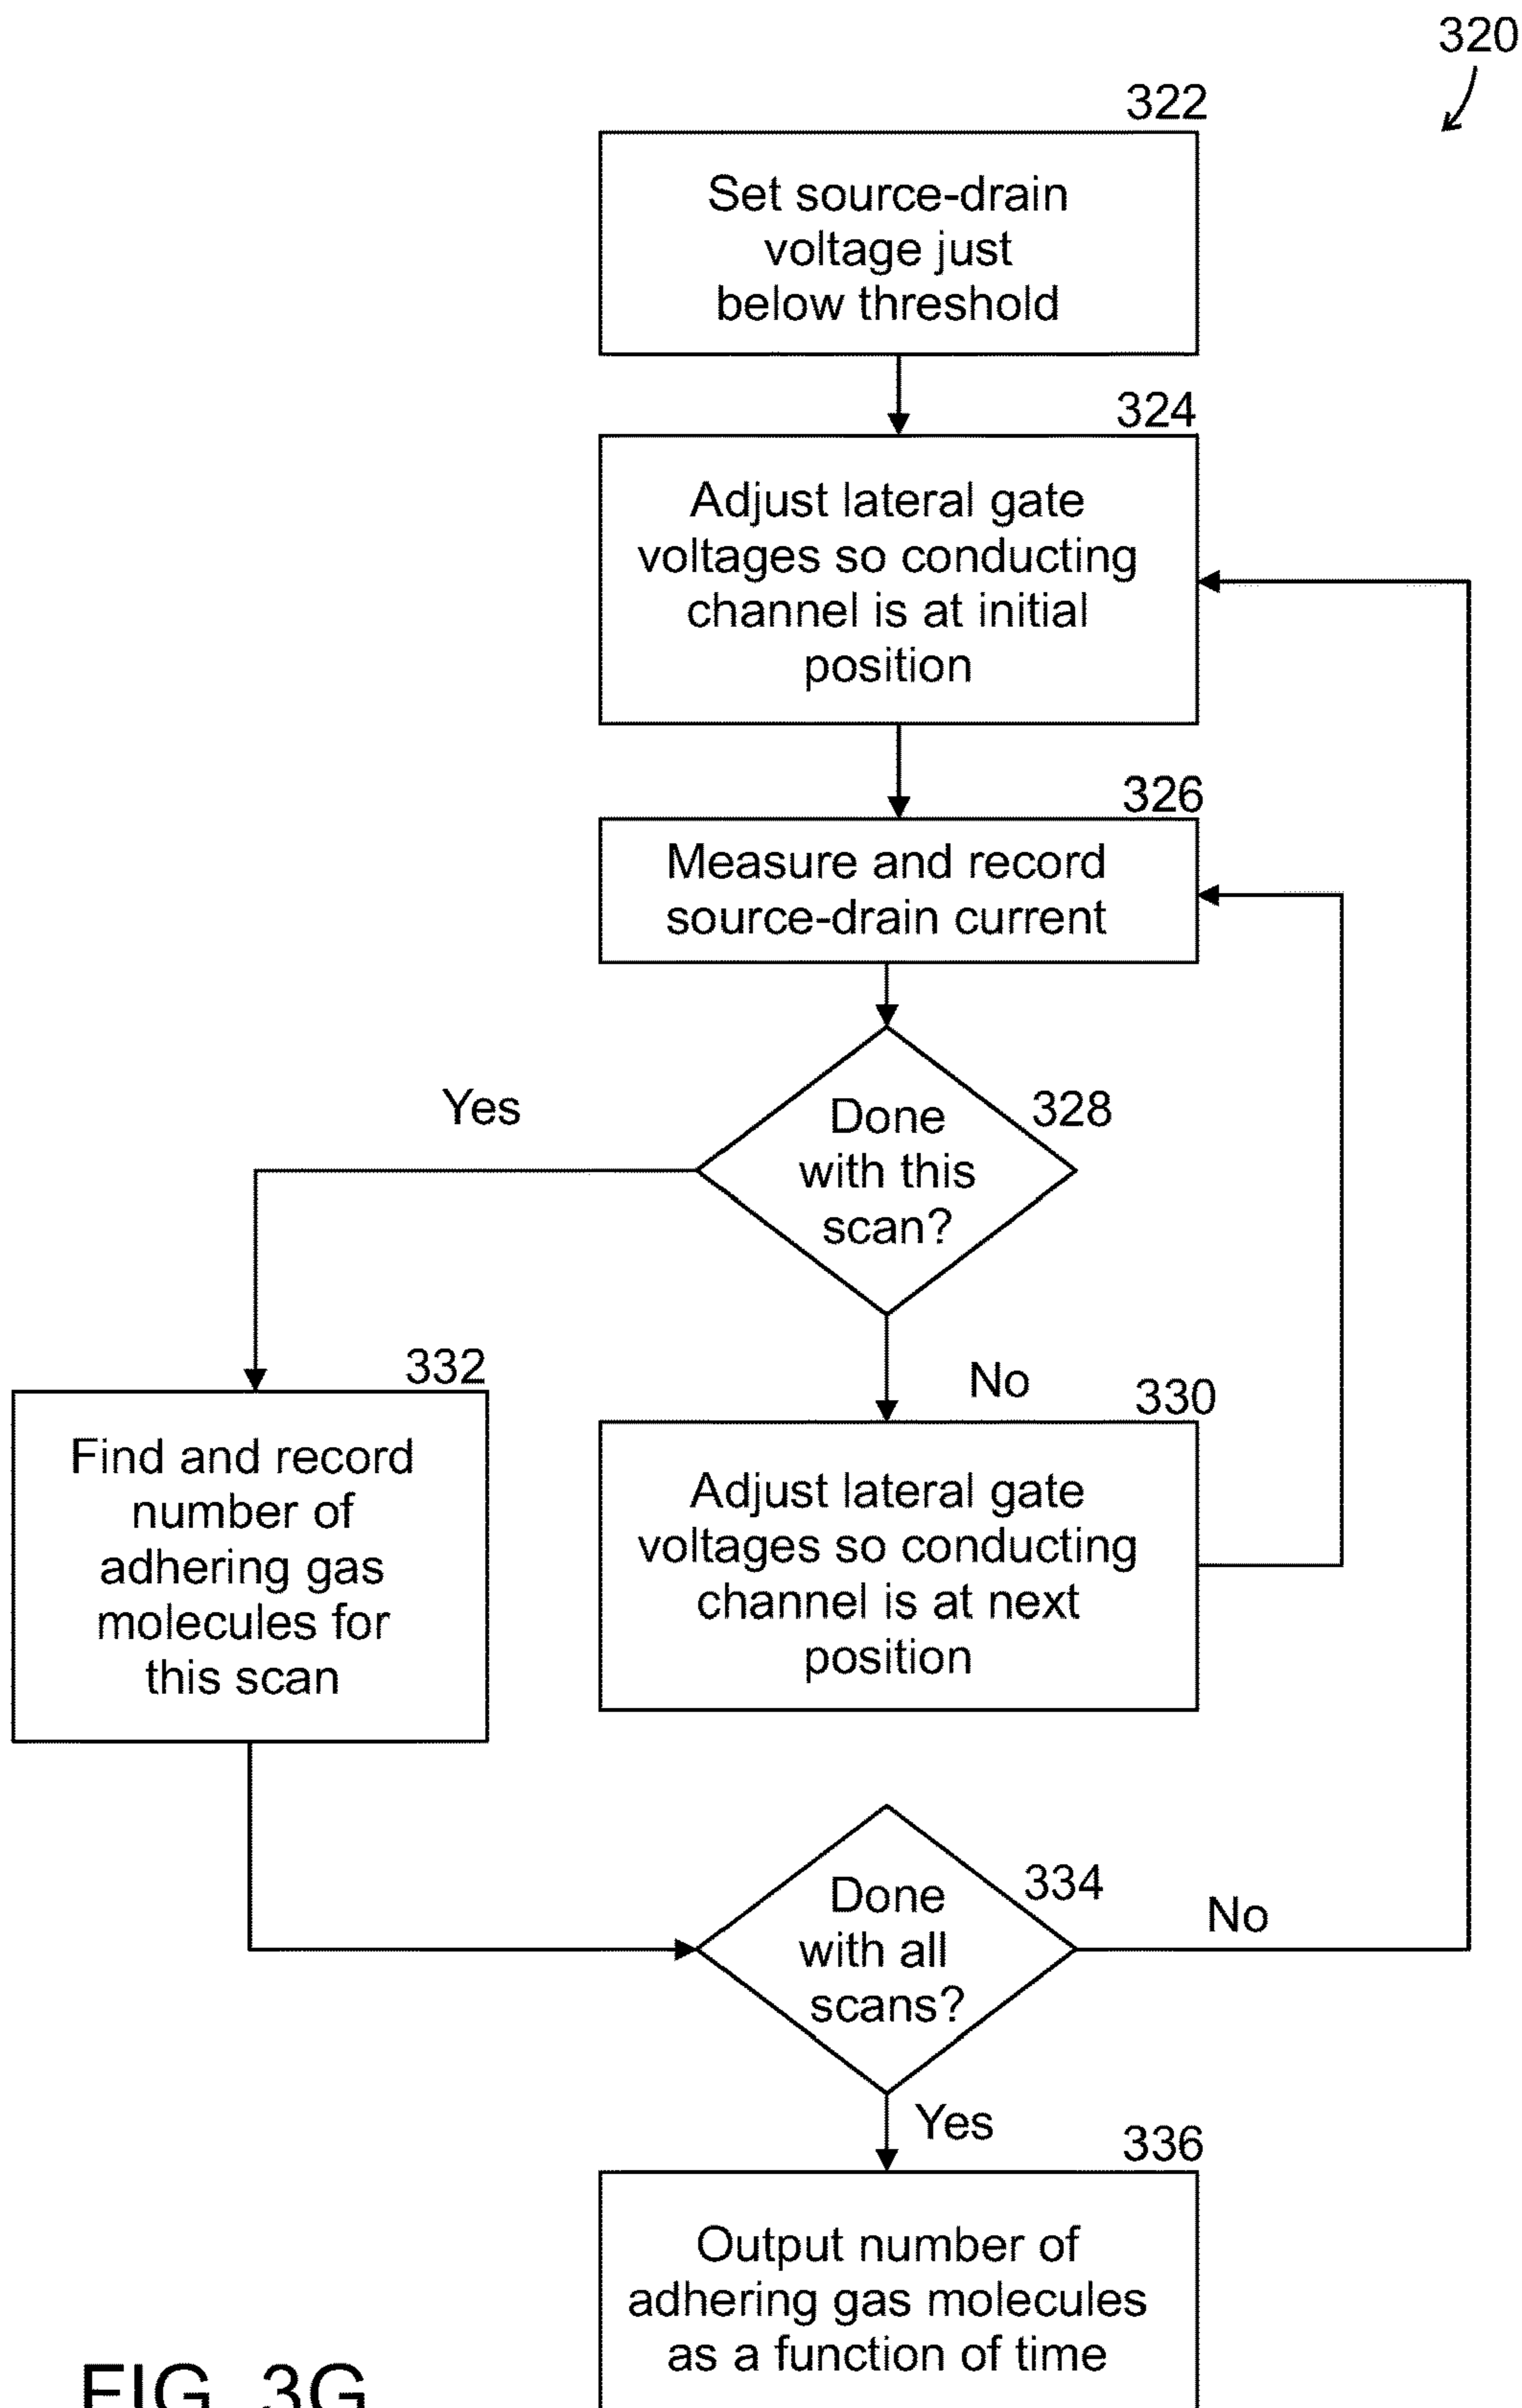 320
322
Set source-drain
voltage just
below threshold
324
Adjust lateral gate
voltages so conducting
channel is at initial
position
326
Measure and record
source-drain current
Yes
Done
with this
scan?
328
No
332
Find and record
number of
adhering gas
molecules for
this scan
330
Adjust lateral gate
voltages so conducting
channel is at next
position
Done
with all
scans?
334
No
Yes
336
Output number of
adhering gas molecules
as a function of time
FIG. 3G